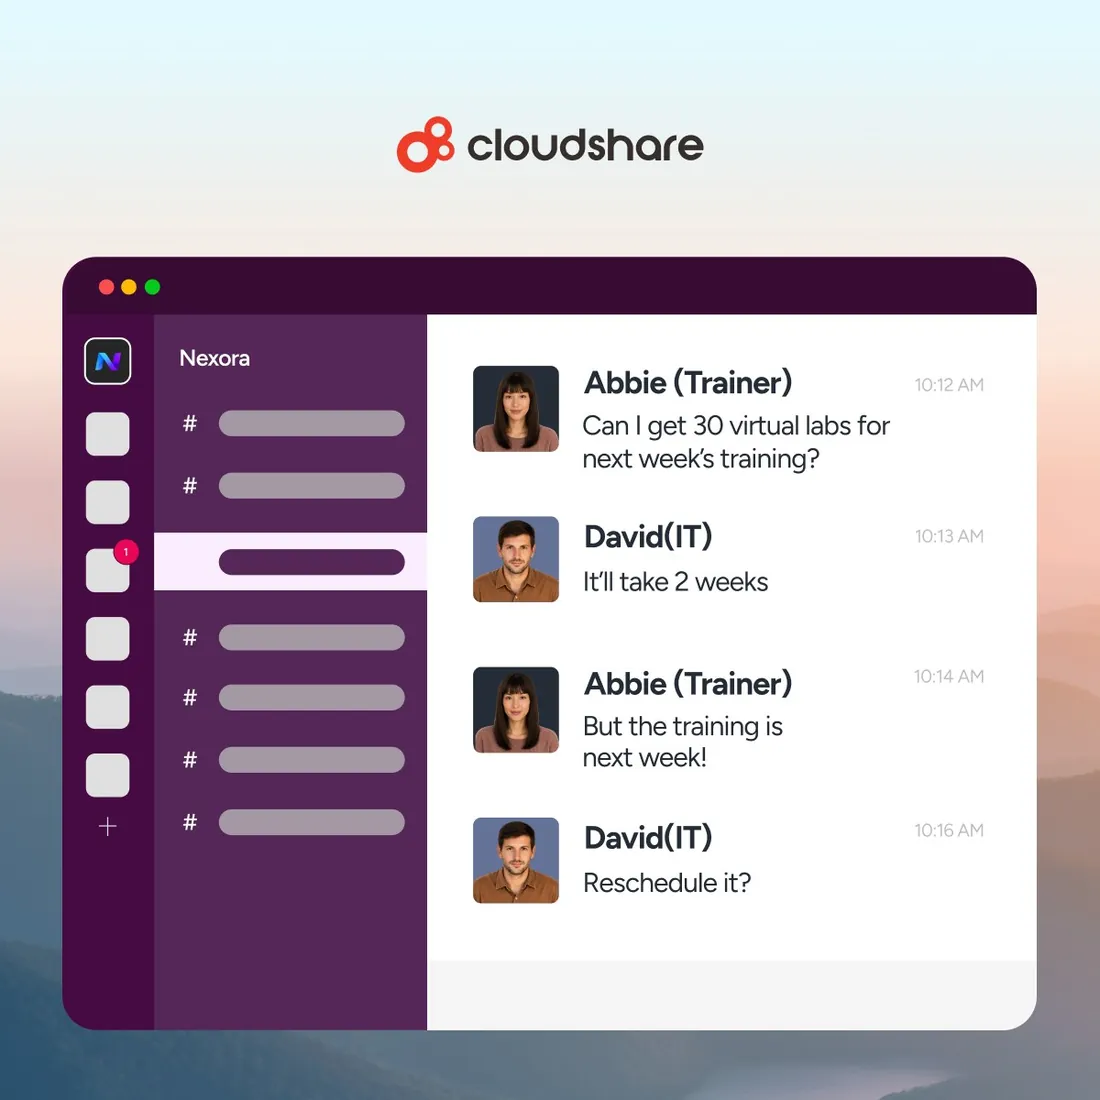 cloudshare
Nexora
#
#
1
#
#
#
#
Abbie (Trainer)
10:12 AM
Can I get 30 virtual labs for
next week’s training?
David(IT)
10:13 AM
It’ll take 2 weeks
Abbie (Trainer)
10:14 AM
But the training is
next week!
David(IT)
10:16 AM
Reschedule it?